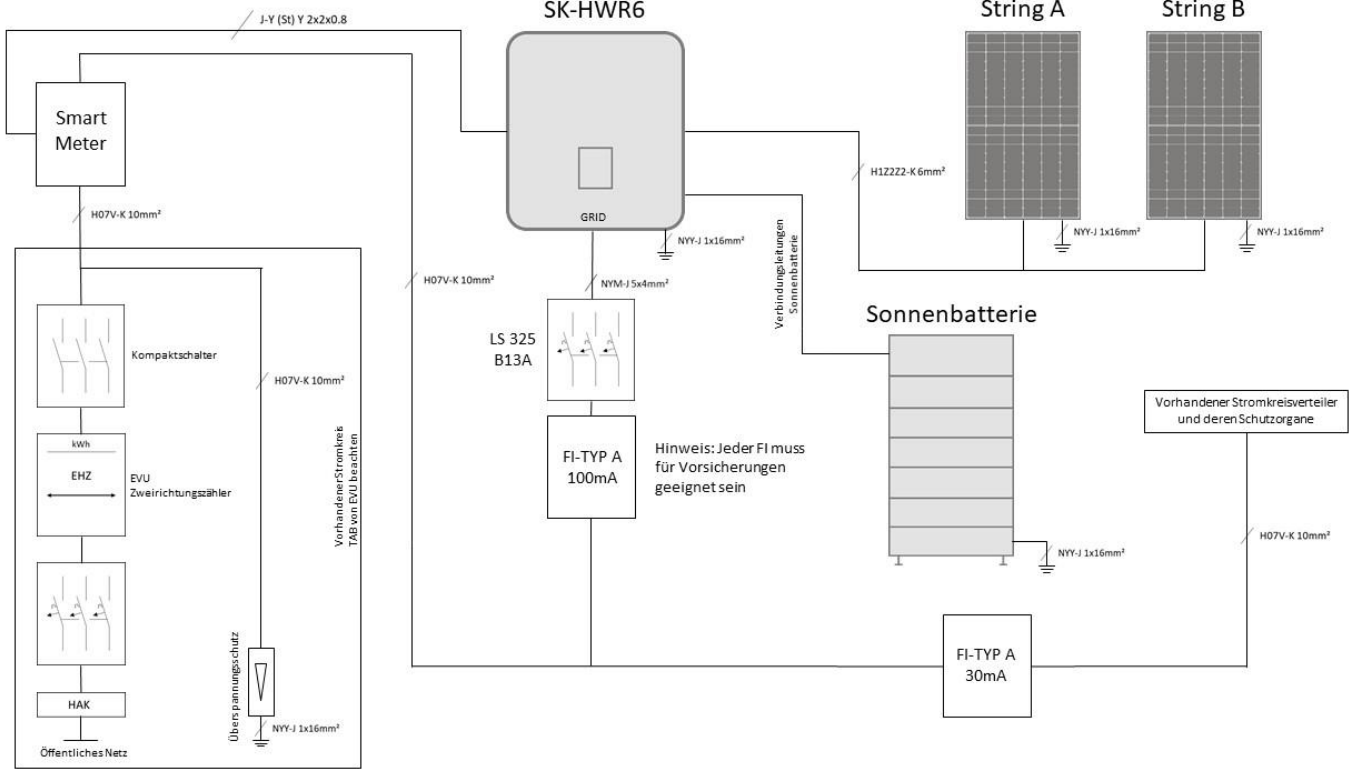 J-Y (St) Y 2x2x0.8
SK-HWR6
String A
String B
Smart
Meter
H07V-K 10mm²
GRID
NYY-J 1x16mm²
H1Z2Z2-K 6mm²
NYY-J 1x16mm²
NYY-J 1x16mm²
H07V-K 10mm²
NYM-J 5x4mm²
Verbindungsleitungen
Sonnenbatterie
Sonnenbatterie
LS 325
B13A
Kompaktschalter
H07V-K 10mm²
Vorhandener Stromkreis
TAB von EVU beachten
kWh
EHZ
EVU
Zweirichtungszähler
FI-TYP A
100mA
Hinweis: Jeder FI muss
für Vorsicherungen
geeignet sein
Vorhandener Stromkreisverteiler
und deren Schutzorgane
H07V-K 10mm²
NYY-J 1x16mm²
FI-TYP A
30mA
HAK
Öffentliches Netz
Überspannungsschutz
NYY-J 1x16mm²